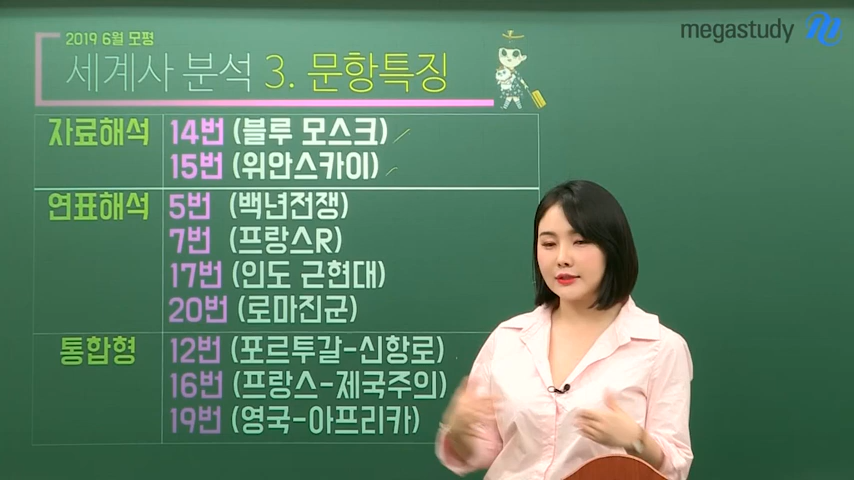 2019 6월 모평
세계사 분석 3. 문항특징
megastudy
자료해석 14번 (블루 모스크)
15번 (위안스카이)
연표해석 5번 (백년전쟁)
7번 (프랑스R)
17번 (인도 근현대)
20번 (로마진군)
통합형 12번 (포르투갈-신항로)
16번 (프랑스-제국주의)
19번 (영국-아프리카)